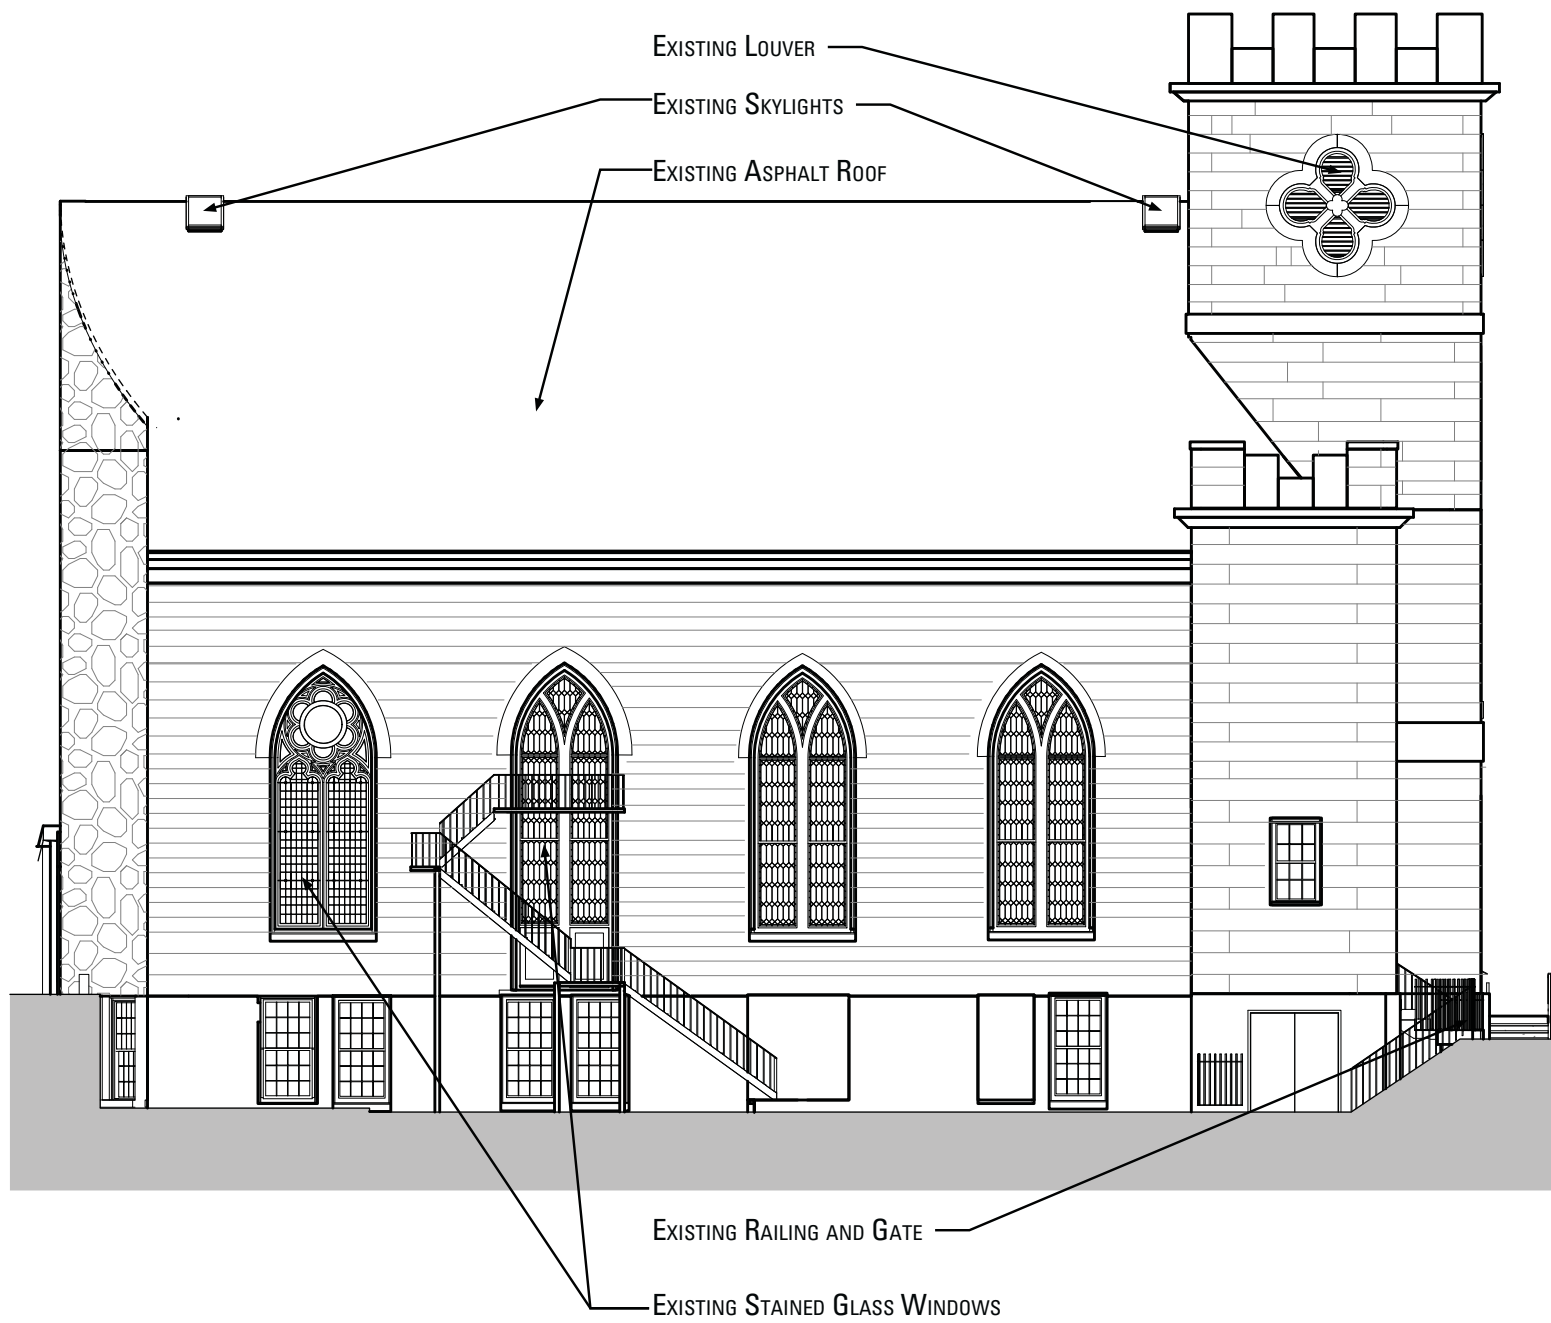 Existing Louver
Existing Skylights
Existing Asphalt Roof
Existing Railing and Gate
Existing Stained Glass Windows